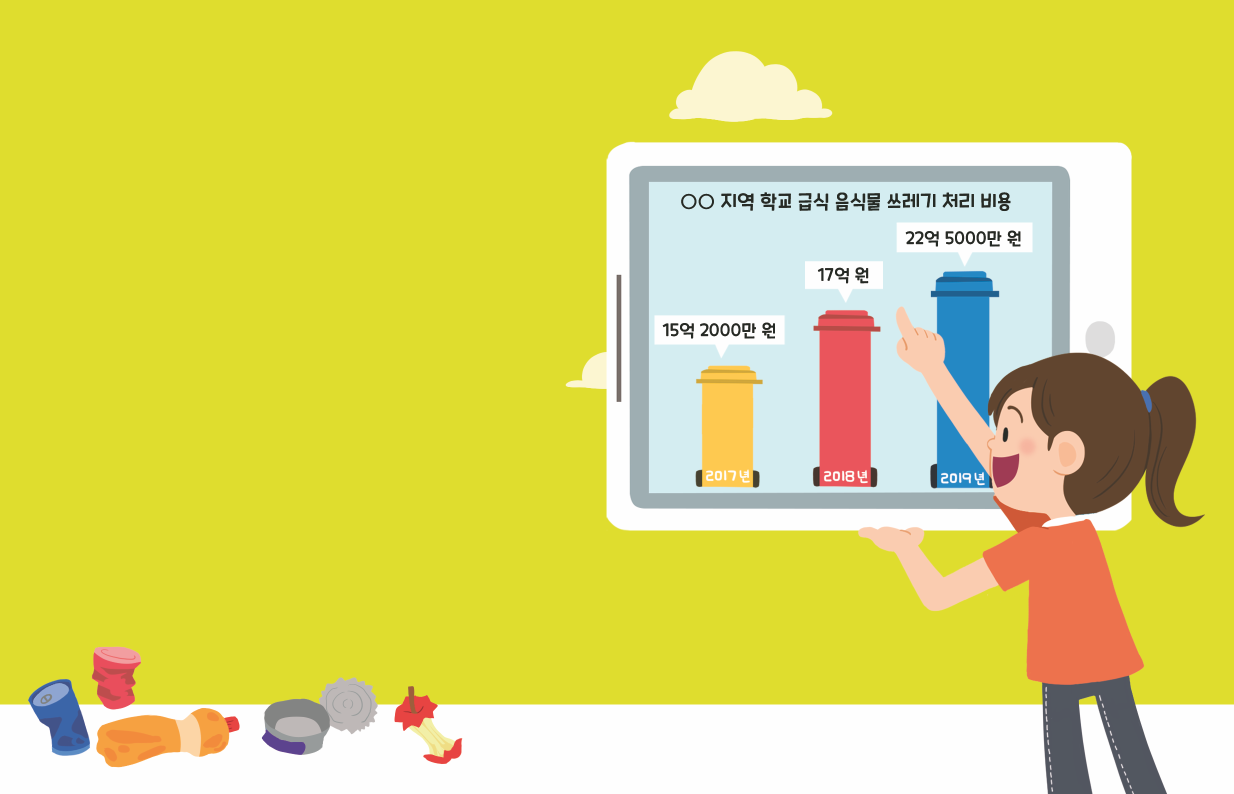 ○○ 지역 학교 급식 음식물 쓰레기 처리 비용
22억 5000만 원
17억 원
15억 2000만 원
2017년
2018년
2019년